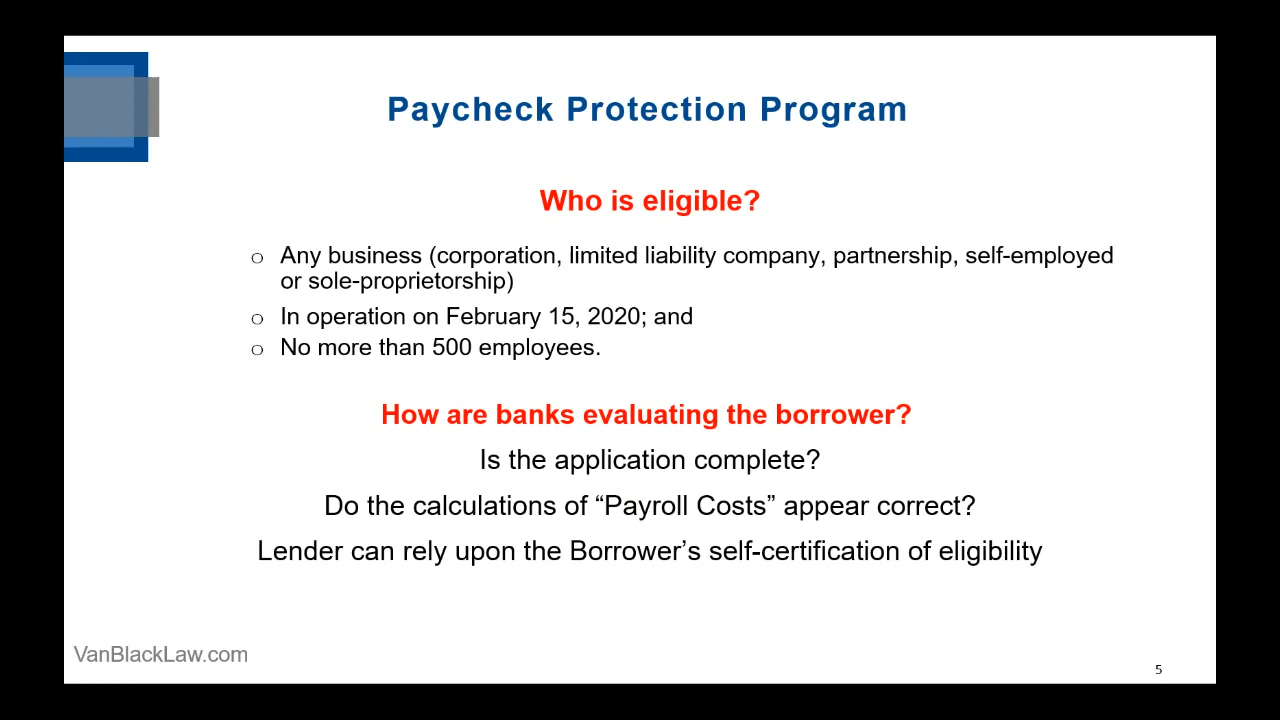 Paycheck Protection Program
Who is eligible?
○ Any business (corporation, limited liability company, partnership, self-employed
or sole-proprietorship)
○ In operation on February 15, 2020; and
○ No more than 500 employees.
How are banks evaluating the borrower?
Is the application complete?
Do the calculations of “Payroll Costs” appear correct?
Lender can rely upon the Borrower’s self-certification of eligibility
VanBlackLaw.com
5